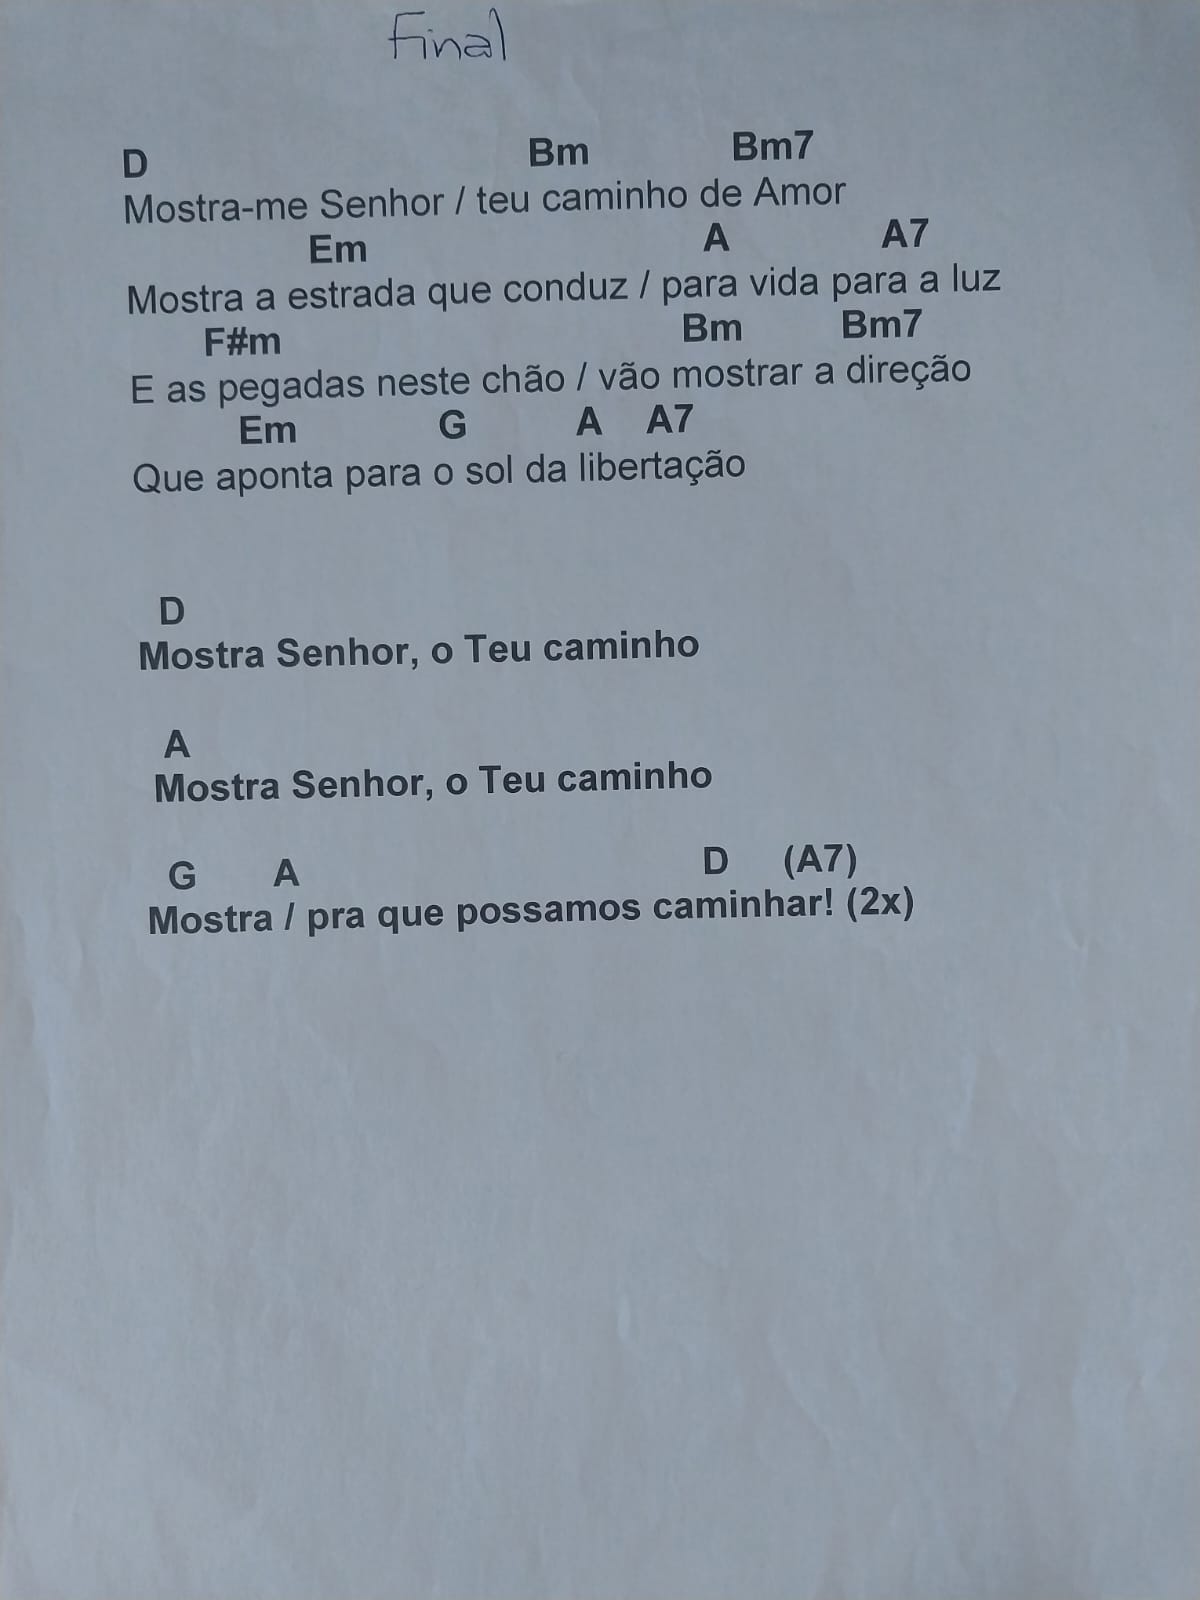 Final
D Bm Bm7
Mostra-me Senhor / teu caminho de Amor
Em A A7
Mostra a estrada que conduz / para vida para a luz
F#m Bm Bm7
E as pegadas neste chão / vão mostrar a direção
Em G A A7
Que aponta para o sol da libertação
D
Mostra Senhor, o Teu caminho
A
Mostra Senhor, o Teu caminho
G A D (A7)
Mostra / pra que possamos caminhar! (2x)